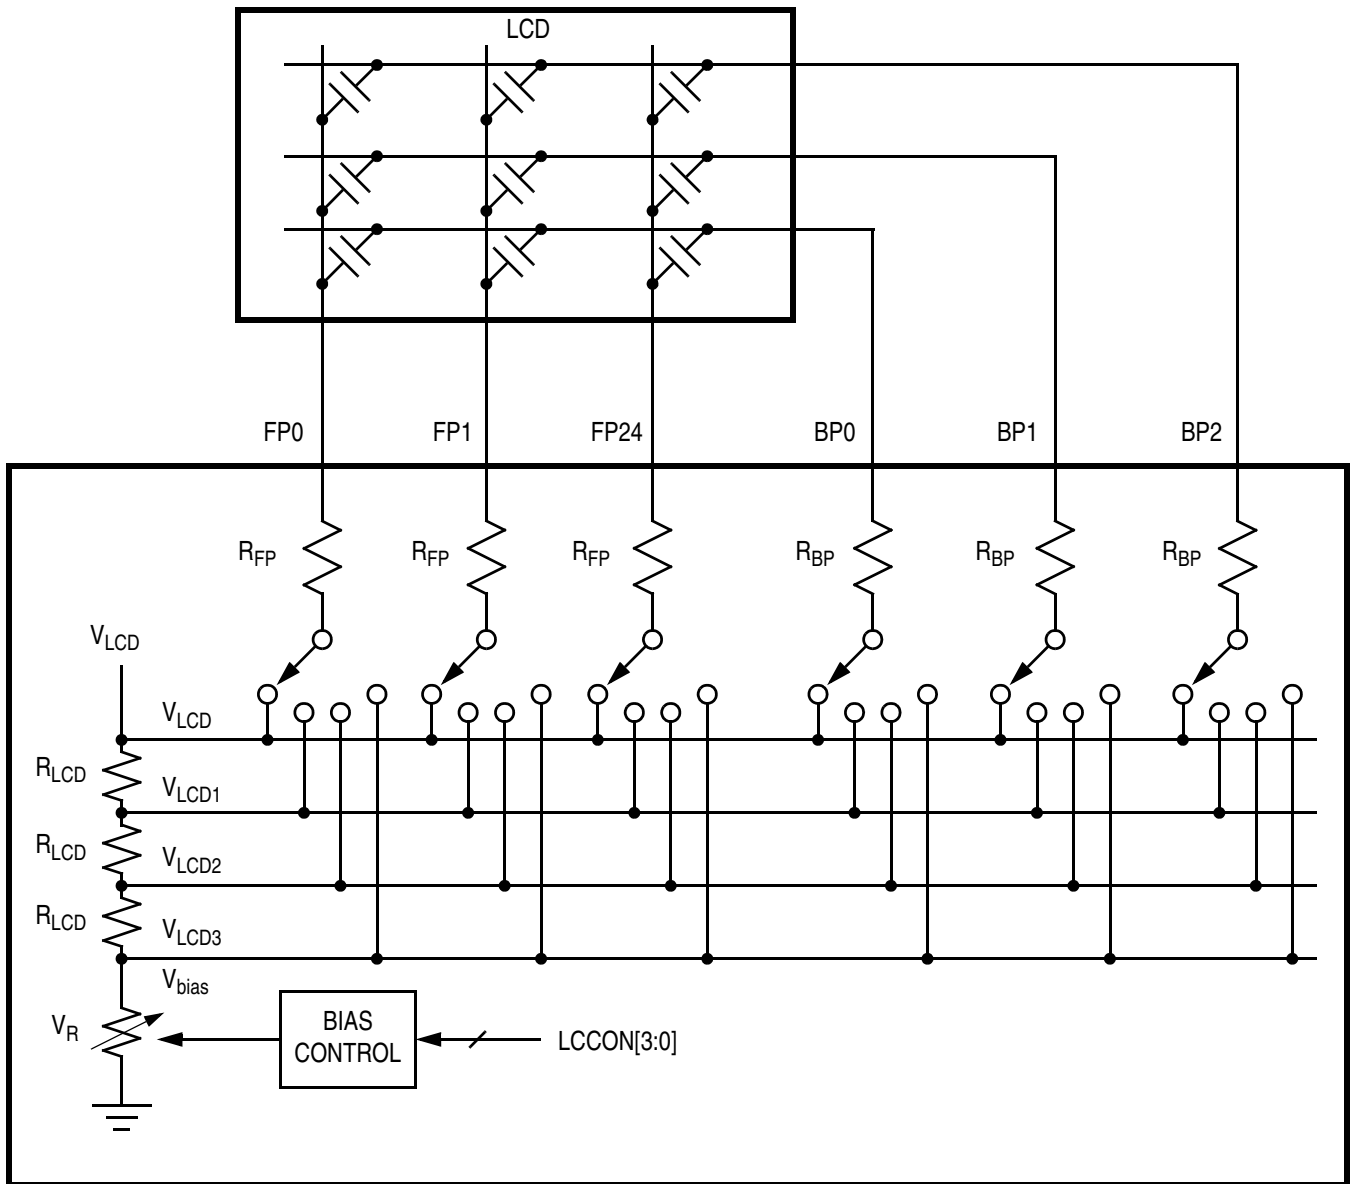 LCD
FP0 FP1 FP24 BP0 BP1 BP2
RFP RFP RFP RBP RBP RBP
VLCD
VLCD
RLCD
VLCD1
RLCD
VLCD2
RLCD
VLCD3
Vbias
VR
BIAS
CONTROL
LCCON[3:0]